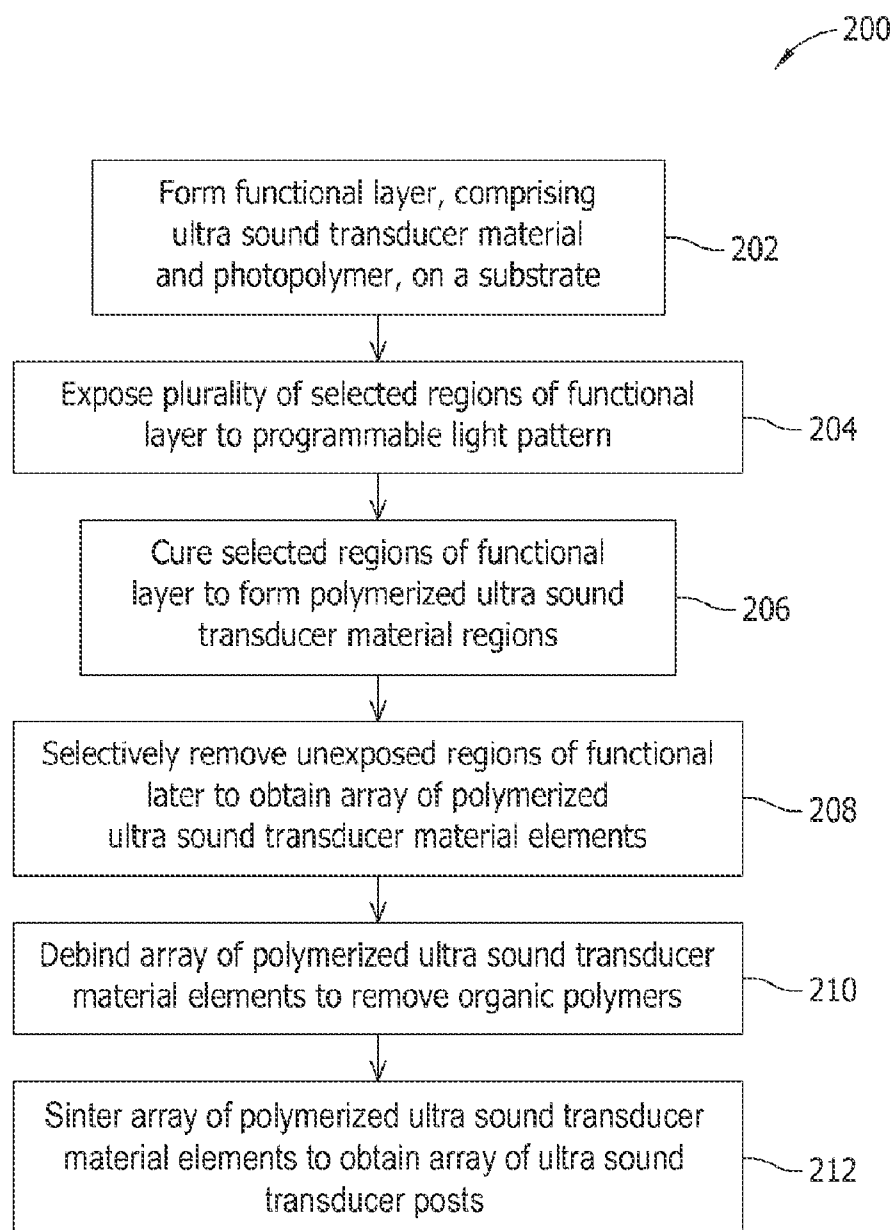 200
Form functional layer, comprising
ultra sound transducer material
and photopolymer, on a substrate
202
Expose plurality of selected regions of functional
layer to programmable light pattern
204
Cure selected regions of functional
layer to form polymerized ultra sound
transducer material regions
206
Selectively remove unexposed regions of functional
later to obtain array of polymerized
ultra sound transducer material elements
208
Debind array of polymerized ultra sound transducer
material elements to remove organic polymers
210
Sinter array of polymerized ultra sound transducer
material elements to obtain array of ultra sound
transducer posts
212